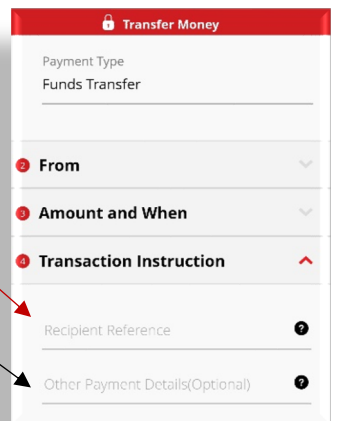 Transfer Money
Payment Type
Funds Transfer
2 From
3 Amount and When
4 Transaction Instruction
Recipient Reference ?
Other Payment Details(Optional) ?